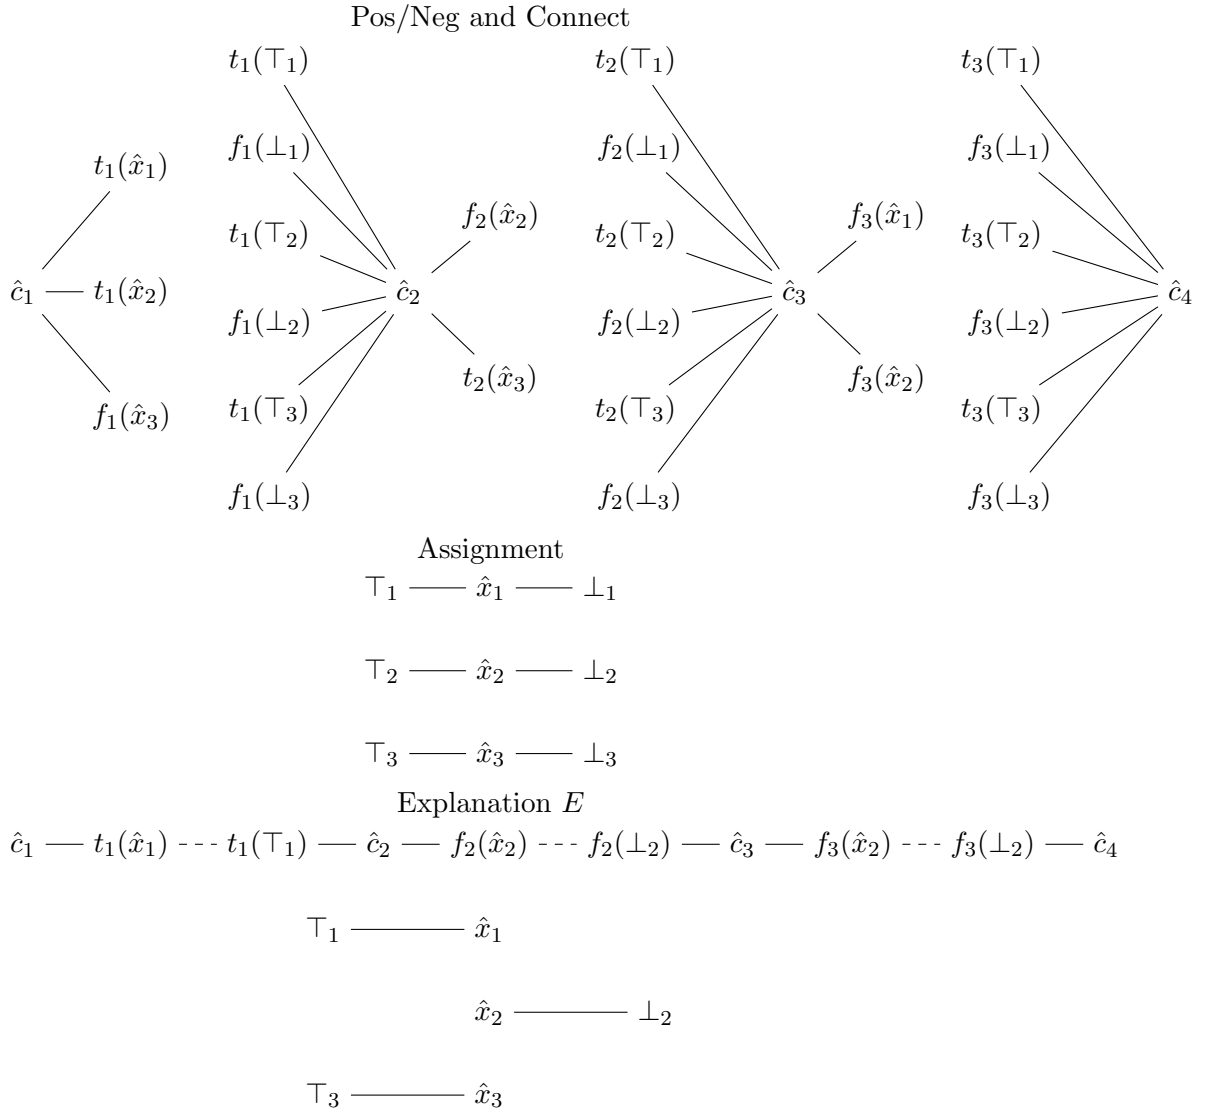 Pos/Neg and Connect
t₁(⊤₁) t₂(⊤₁) t₃(⊤₁)
f₁(⊥₁) f₂(⊥₁) f₃(⊥₁)
t₁(x̂₁)
f₂(x̂₂) f₃(x̂₁)
t₁(⊤₂) t₂(⊤₂) t₃(⊤₂)
ĉ₁ t₁(x̂₂) ĉ₂ ĉ₃ ĉ₄
f₁(⊥₂) f₂(⊥₂) f₃(⊥₂)
t₂(x̂₃) f₃(x̂₂)
f₁(x̂₃) t₁(⊤₃) t₂(⊤₃) t₃(⊤₃)
f₁(⊥₃) f₂(⊥₃) f₃(⊥₃)
Assignment
⊤₁ x̂₁ ⊥₁
⊤₂ x̂₂ ⊥₂
⊤₃ x̂₃ ⊥₃
Explanation E
ĉ₁ t₁(x̂₁) t₁(⊤₁) ĉ₂ f₂(x̂₂) f₂(⊥₂) ĉ₃ f₃(x̂₂) f₃(⊥₂) ĉ₄
⊤₁ x̂₁
x̂₂ ⊥₂
⊤₃ x̂₃